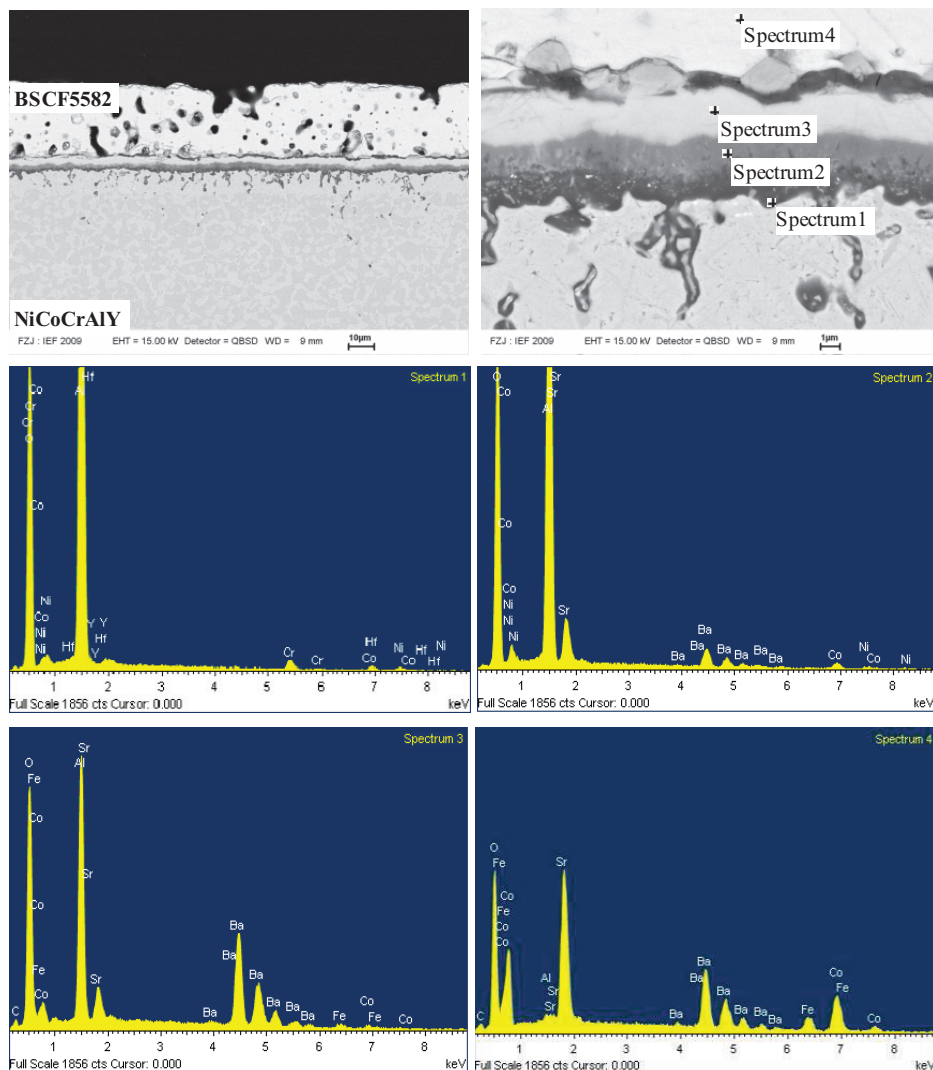 BSCF5582
NiCoCrAlY
FZJ : IEF 2009 EHT = 15.00 kV Detector = QBSD WD = 9 mm 10µm
Spectrum4
Spectrum3
Spectrum2
Spectrum1
FZJ : IEF 2009 EHT = 15.00 kV Detector = QBSD WD = 9 mm 1µm
Spectrum 1
Hf
Co Al
Cr
Cr
O
Co
Ni
Co Y Y
Ni Hf Hf Ni
Ni Hf Y Cr Cr Co Co Hf
Ni Hf
1 2 3 4 5 6 7 8
Full Scale 1856 cts Cursor: 0.000 keV
Spectrum 2
O Sr
Co Sr
Al
Co
Co
Ni
Ni Sr Ba
Ni Ba Ba Ba Ba Ni
Ba Ba Co Co Ni
1 2 3 4 5 6 7 8
Full Scale 1856 cts Cursor: 0.000 keV
Spectrum 3
Sr
O Al
Fe
Co
Sr
Co Ba
Ba
Fe Sr Ba
C Co Ba Ba Ba Ba Fe Co Fe Co
1 2 3 4 5 6 7 8
Full Scale 1856 cts Cursor: 0.000 keV
Spectrum 4
O
Fe Sr
Co
Fe
Co
Co Ba
Al Ba Co
Sr Ba Fe
C Sr Ba Ba Ba Ba Fe Co
1 2 3 4 5 6 7 8
Full Scale 1856 cts Cursor: 0.000 keV